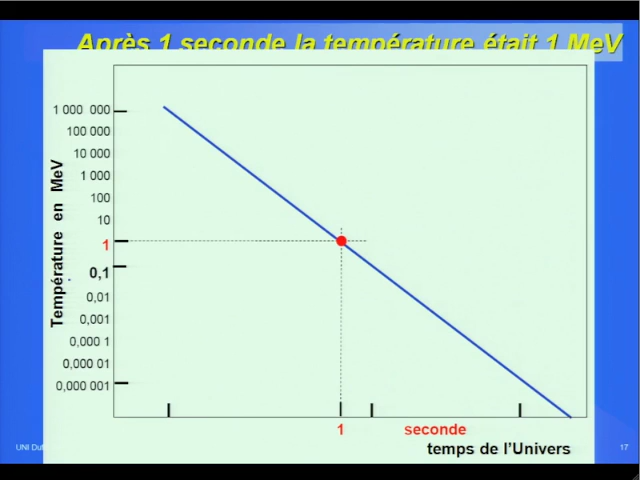 Après 1 seconde la température était 1 MeV
1 000 000
100 000
10 000
1 000
100
10
1
0,1
0,01
0,001
0,000 1
0,000 01
0,000 001
Température en MeV
1
seconde
temps de l'Univers
UNI
17